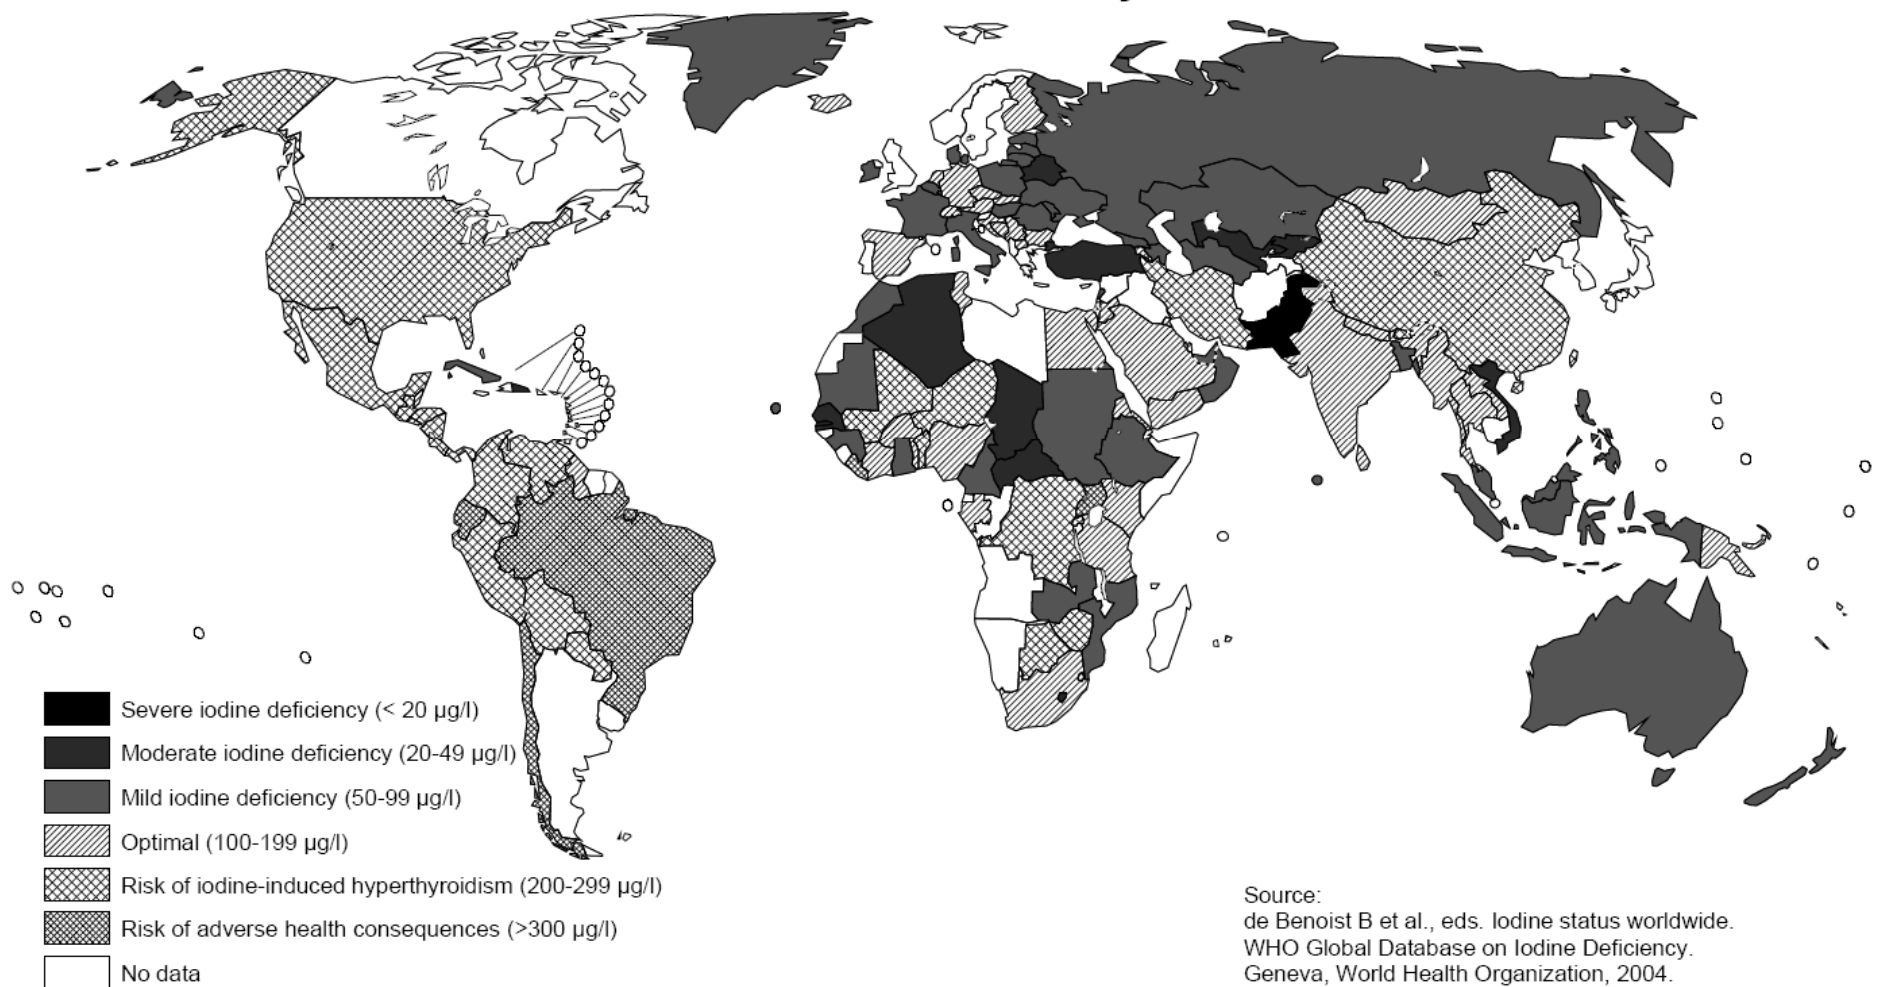 Severe iodine deficiency (< 20 µg/l)
Moderate iodine deficiency (20-49 µg/l)
Mild iodine deficiency (50-99 µg/l)
Optimal (100-199 µg/l)
Risk of iodine-induced hyperthyroidism (200-299 µg/l)
Risk of adverse health consequences (>300 µg/l)
No data
Source:
de Benoist B et al., eds. Iodine status worldwide.
WHO Global Database on Iodine Deficiency.
Geneva, World Health Organization, 2004.